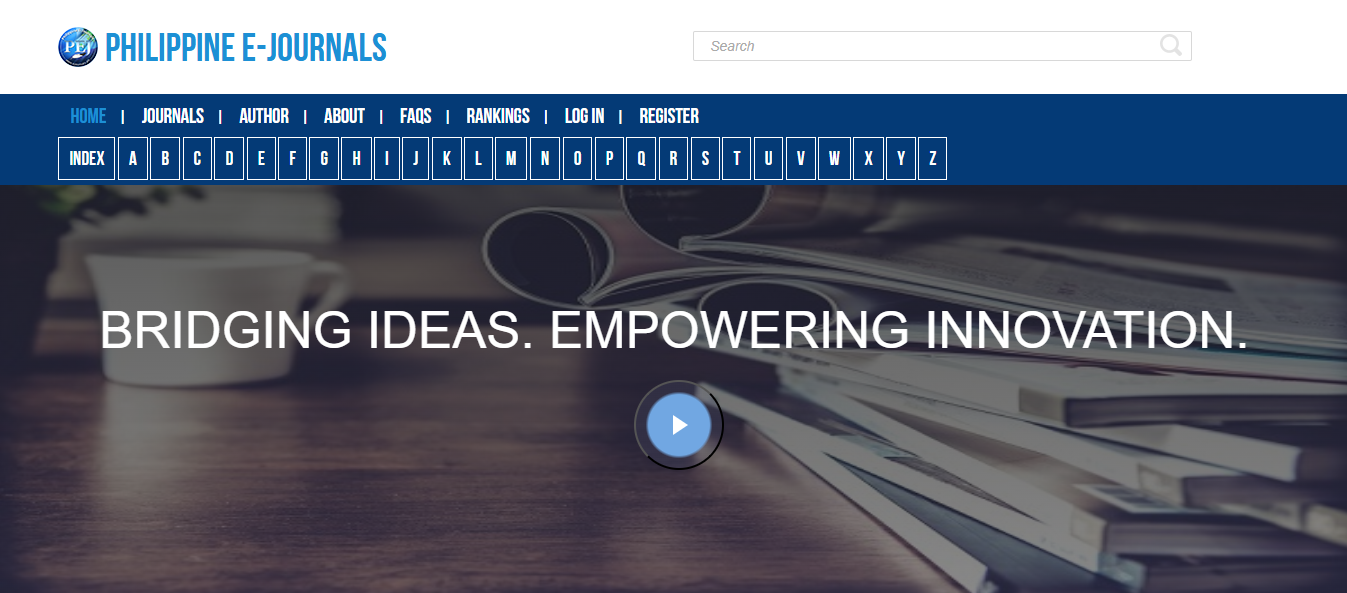 PEJ PHILIPPINE E-JOURNALS
Search
HOME | JOURNALS | AUTHOR | ABOUT | FAQS | RANKINGS | LOG IN | REGISTER
INDEX A B C D E F G H I J K L M N O P Q R S T U V W X Y Z
BRIDGING IDEAS. EMPOWERING INNOVATION.